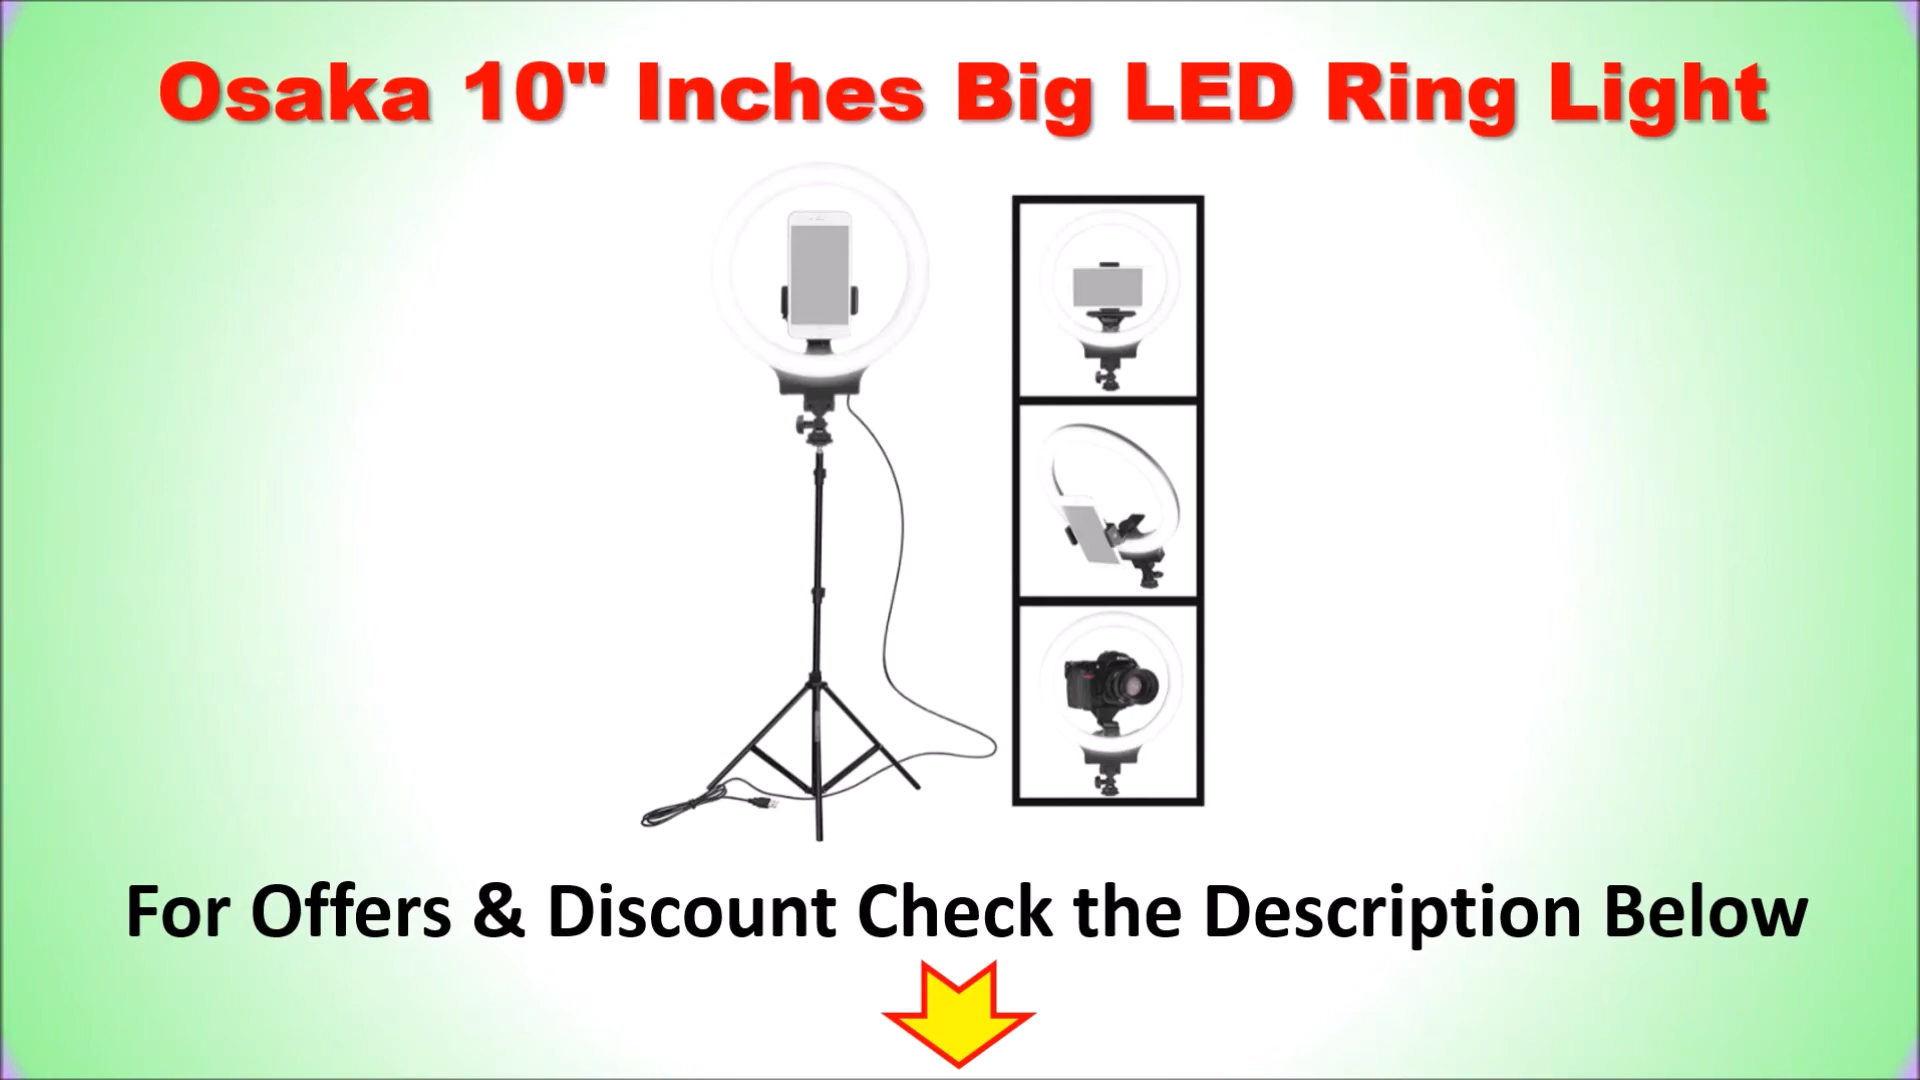 Osaka 10" Inches Big LED Ring Light
For Offers & Discount Check the Description Below